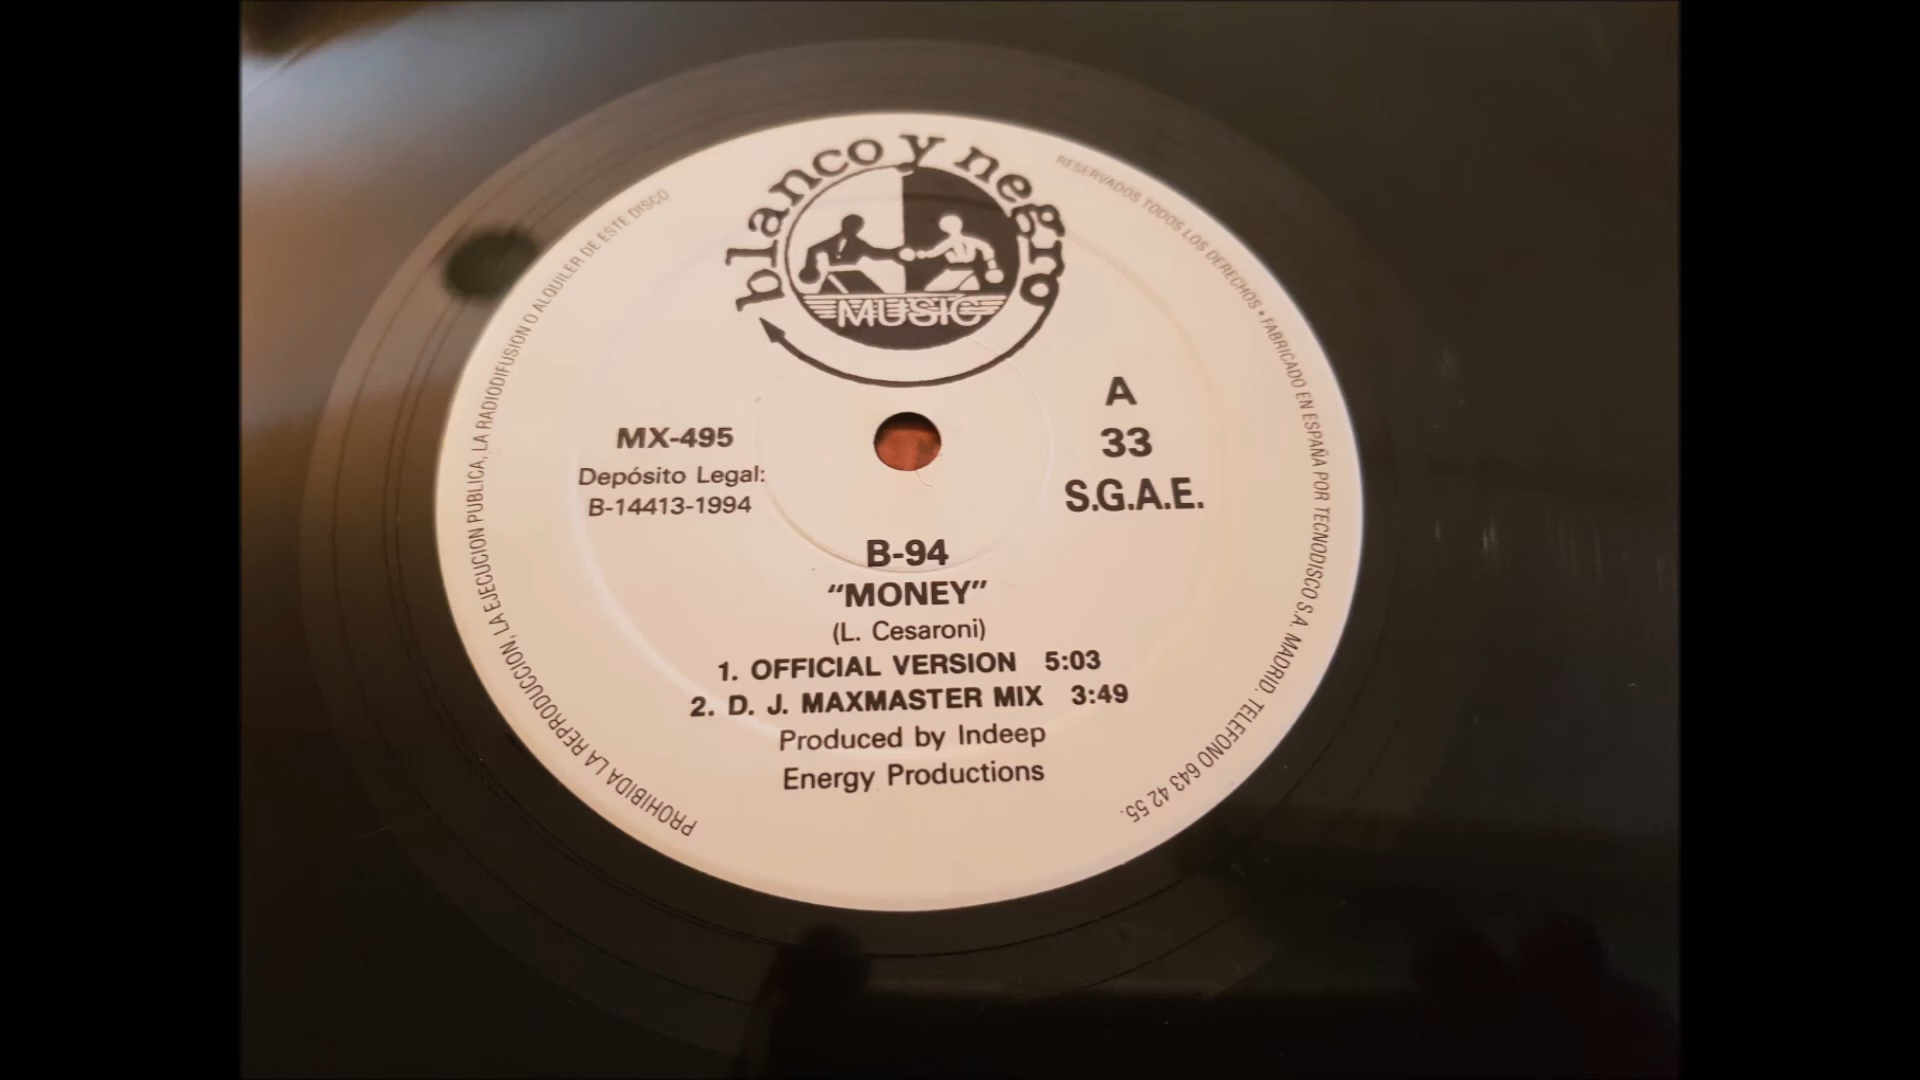 blanco y negro
MUSIC
RESERVADOS TODOS LOS DERECHOS • FABRICADO EN ESPAÑA POR TECNODISCO S.A. MADRID. TELEFONO 643 42 55.
PROHIBIDA LA REPRODUCCION, LA EJECUCION PUBLICA, LA RADIODIFUSION O ALQUILER DE ESTE DISCO
MX-495
Depósito Legal:
B-14413-1994
A
33
S.G.A.E.
B-94
“MONEY”
(L. Cesaroni)
1. OFFICIAL VERSION 5:03
2. D. J. MAXMASTER MIX 3:49
Produced by Indeep
Energy Productions